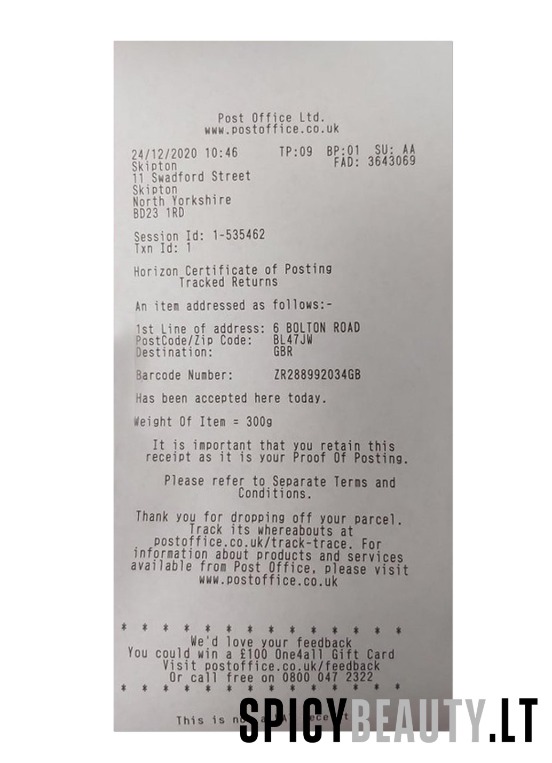 Post Office Ltd.
www.postoffice.co.uk
24/12/2020 10:46 TP:09 BP:01 SU: AA
Skipton FAD: 3643069
11 Swadford Street
Skipton
North Yorkshire
BD23 1RD
Session Id: 1-535462
Txn Id: 1
Horizon Certificate of Posting
Tracked Returns
An item addressed as follows:-
1st Line of address: 6 BOLTON ROAD
PostCode/Zip Code: BL47JW
Destination: GBR
Barcode Number: ZR288992034GB
Has been accepted here today.
Weight Of Item = 300g
It is important that you retain this
receipt as it is your Proof Of Posting.
Please refer to Separate Terms and
Conditions.
Thank you for dropping off your parcel.
Track its whereabouts at
postoffice.co.uk/track-trace. For
information about products and services
available from Post Office, please visit
www.postoffice.co.uk
* * * * * * * * * * * * * *
We'd love your feedback
You could win a £100 One4all Gift Card
Visit postoffice.co.uk/feedback
Or call free on 0800 047 2322
* * * * * * * * * * * * * *
This is
SPICYBEAUTY.LT